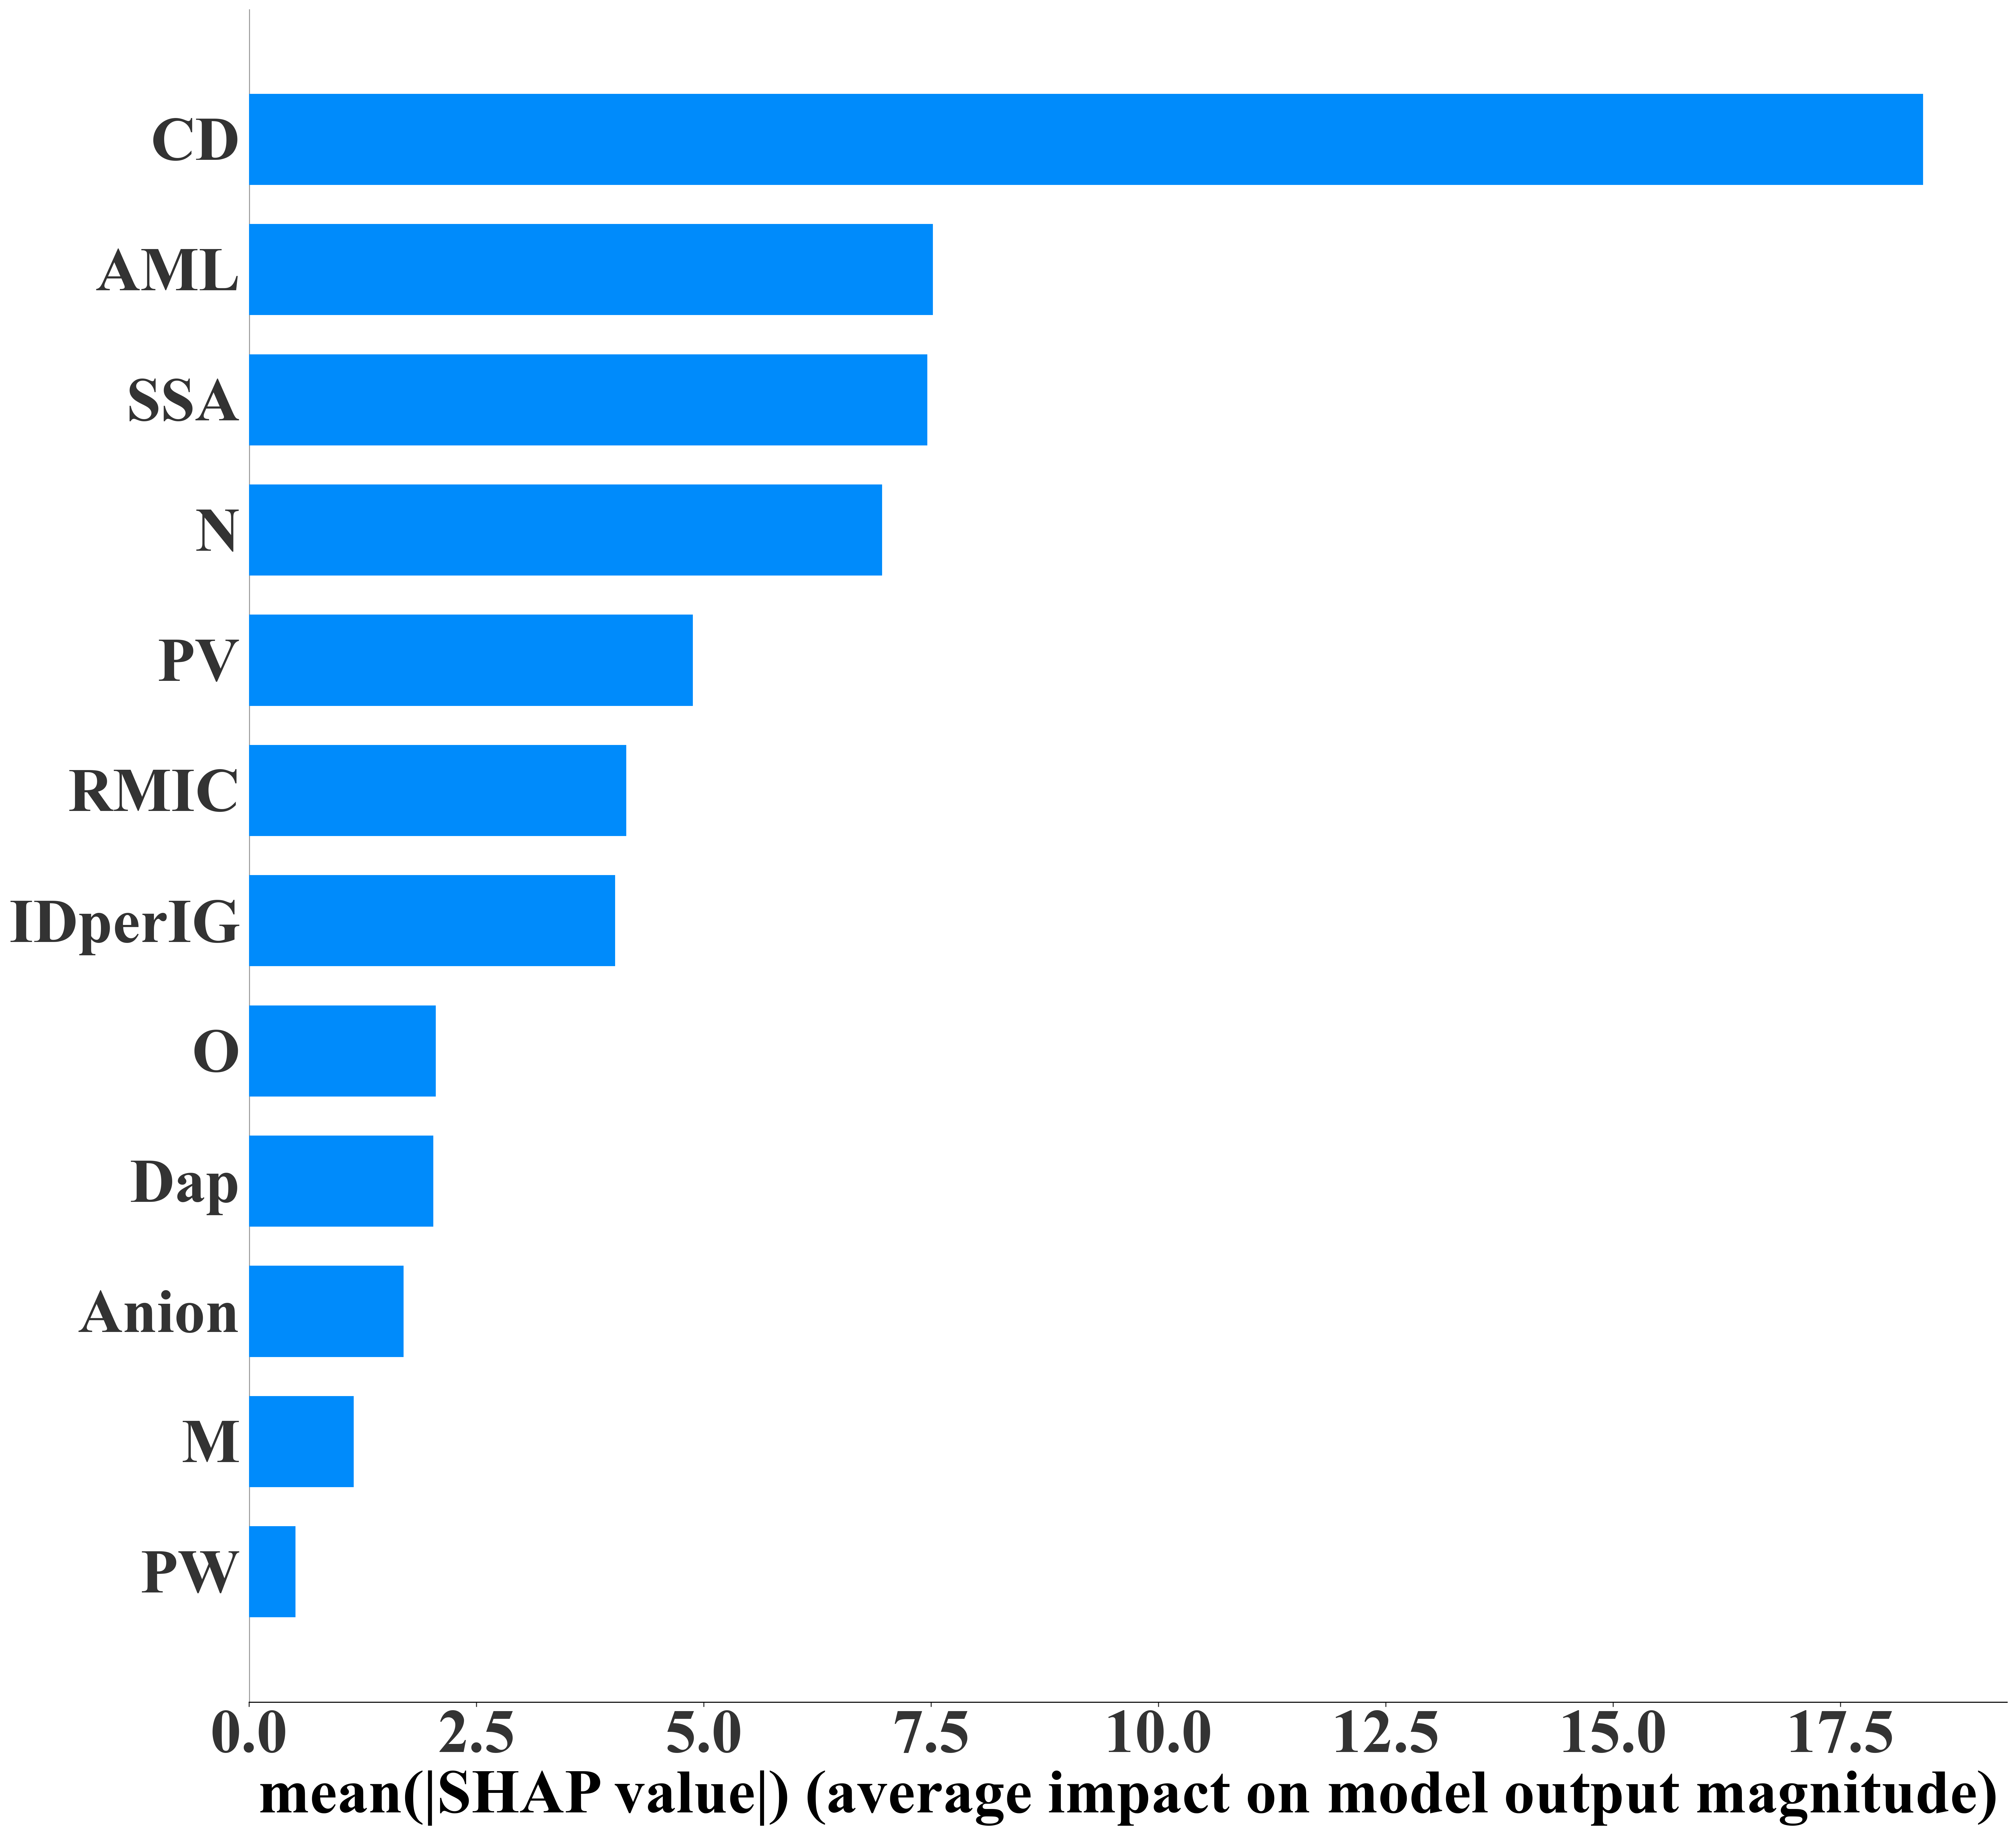 CD
AML
SSA
N
PV
RMIC
IDperIG
O
Dap
Anion
M
PW
0.0 2.5 5.0 7.5 10.0 12.5 15.0 17.5
mean(|SHAP value|) (average impact on model output magnitude)